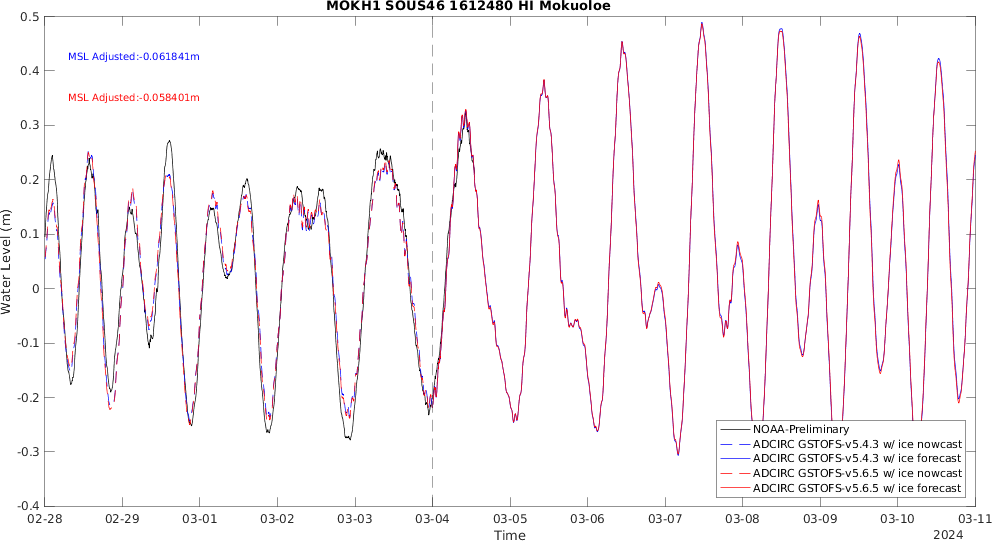 MOKH1 SOUS46 1612480 HI Mokuoloe
Water Level (m)
0.5
0.4
0.3
0.2
0.1
0
-0.1
-0.2
-0.3
-0.4
MSL Adjusted:-0.061841m
MSL Adjusted:-0.058401m
NOAA-Preliminary
ADCIRC GSTOFS-v5.4.3 w/ ice nowcast
ADCIRC GSTOFS-v5.4.3 w/ ice forecast
ADCIRC GSTOFS-v5.6.5 w/ ice nowcast
ADCIRC GSTOFS-v5.6.5 w/ ice forecast
02-28 02-29 03-01 03-02 03-03 03-04 03-05 03-06 03-07 03-08 03-09 03-10 03-11
Time
2024